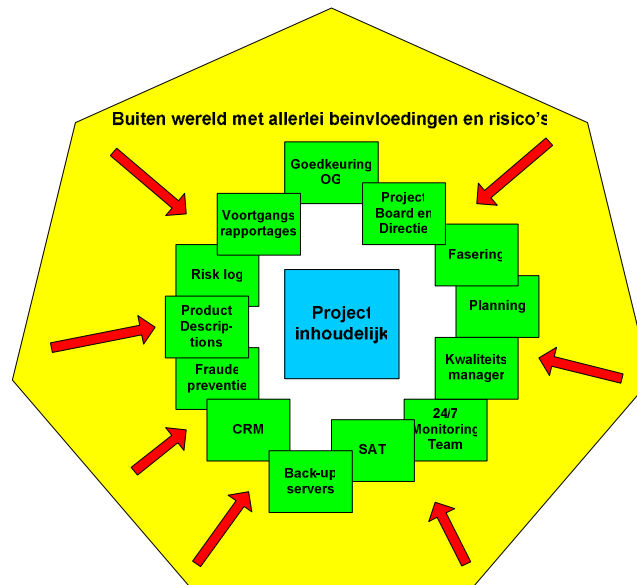 Buiten wereld met allerlei beinvloedingen en risico's
Goedkeuring
OG
Project
Board en
Directie
Voortgangs
rapportages
Fasering
Risk log
Planning
Project
inhoudelijk
Product
Descrip-
tions
Kwaliteits
manager
Fraude
preventie
24/7
Monitoring
Team
CRM
SAT
Back-up
servers